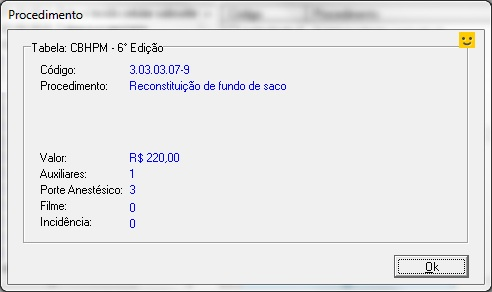 Procedimento
Tabela: CBHPM - 6° Edição
Código: 3.03.03.07-9
Procedimento: Reconstituição de fundo de saco
Valor: R$ 220,00
Auxiliares: 1
Porte Anestésico: 3
Filme: 0
Incidência: 0
Ok